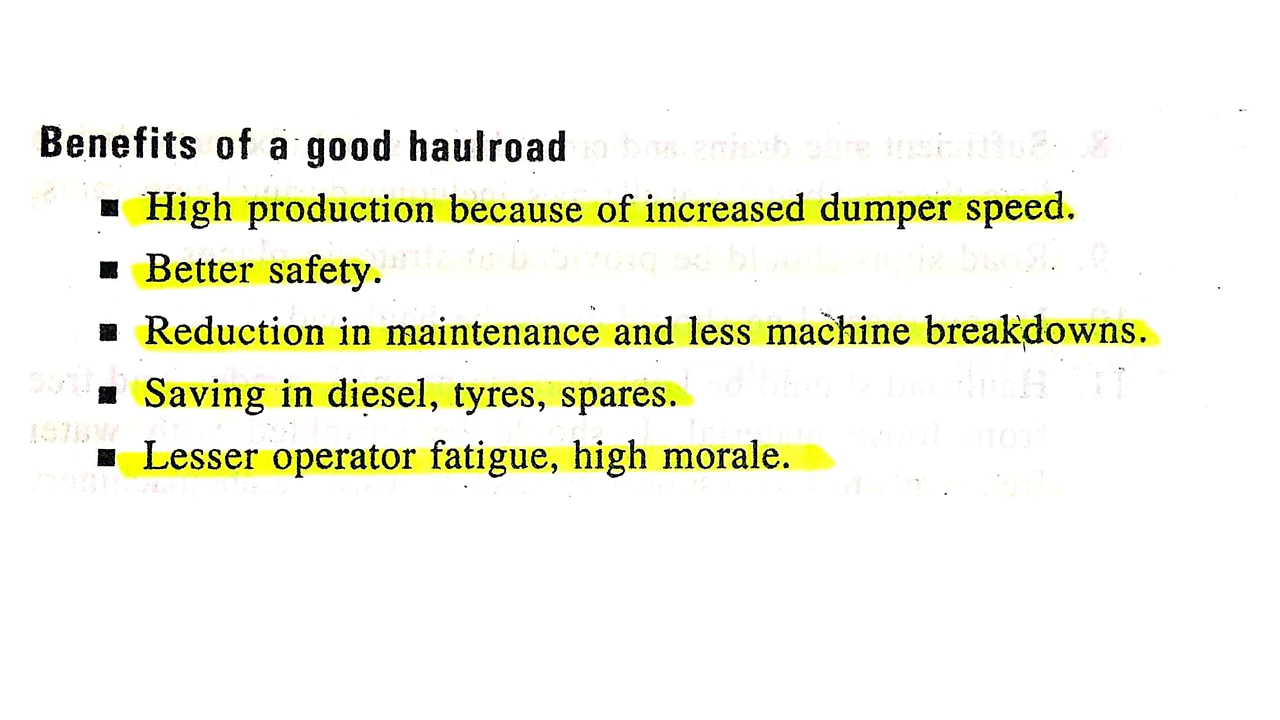 Benefits of a good haulroad
■ High production because of increased dumper speed.
■ Better safety.
■ Reduction in maintenance and less machine breakdowns.
■ Saving in diesel, tyres, spares.
■ Lesser operator fatigue, high morale.